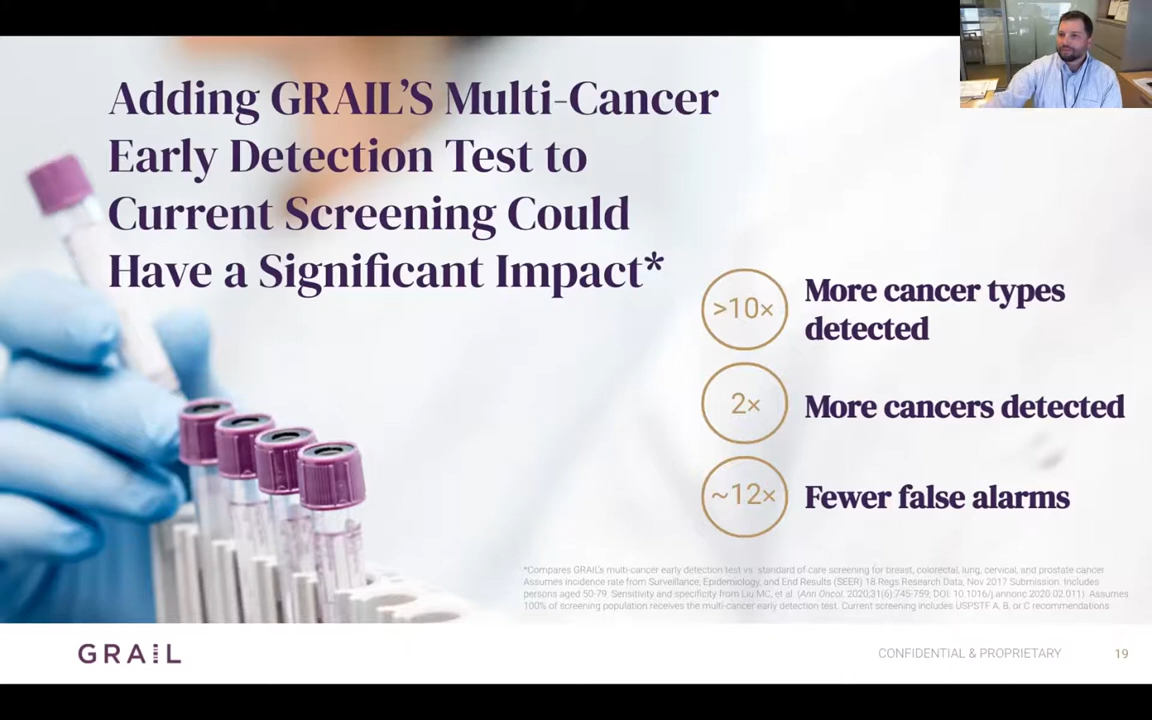 Adding GRAIL'S Multi-Cancer
Early Detection Test to
Current Screening Could
Have a Significant Impact*
>10×
More cancer types
detected
2×
More cancers detected
~12×
Fewer false alarms
*Compares GRAIL's multi-cancer early detection test vs. standard of care screening for breast, colorectal, lung, cervical, and prostate cancer
Assumes incidence rate from Surveillance, Epidemiology, and End Results (SEER) 18 Regs Research Data, Nov 2017 Submission. Includes
persons aged 50-79. Sensitivity and specificity from Liu MC, et al. (Ann Oncol. 2020;31(6):745-759; DOI: 10.1016/j.annonc.2020.02.011) Assumes
100% of screening population receives the multi-cancer early detection test. Current screening includes USPSTF A, B, or C recommendations
GRAIL
CONFIDENTIAL & PROPRIETARY
19